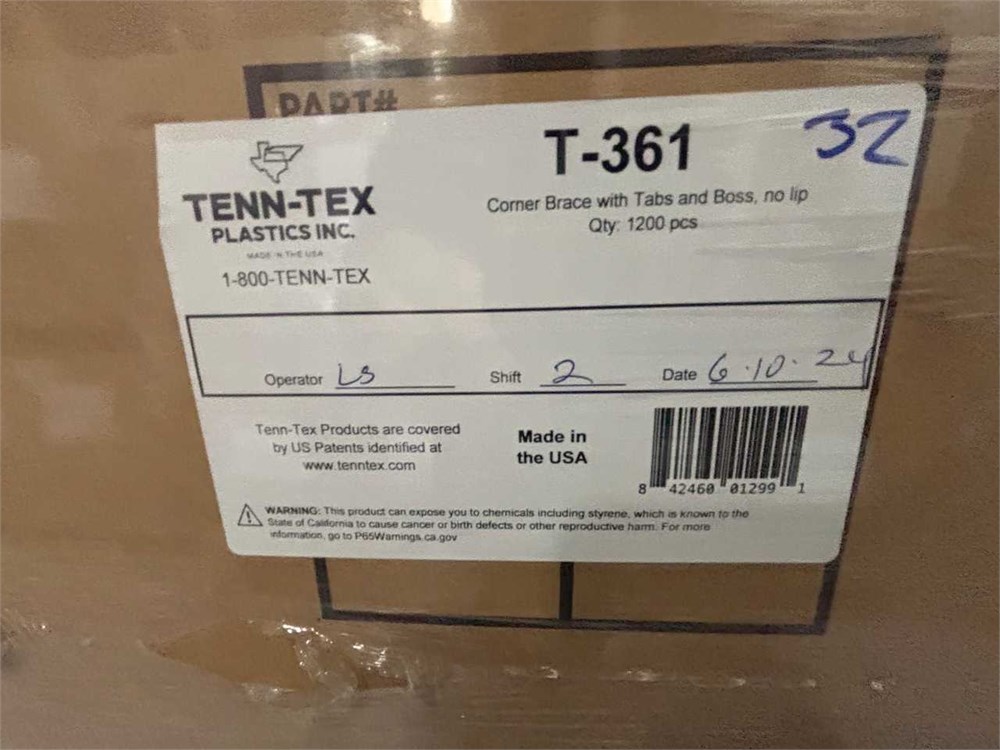 PART#
TENN-TEX
PLASTICS INC.
MADE IN THE USA
1-800-TENN-TEX
T-361
32
Corner Brace with Tabs and Boss, no lip
Qty: 1200 pcs
Operator LS Shift 2 Date 6.10.24
Tenn-Tex Products are covered
by US Patents identified at
www.tenntex.com
Made in
the USA
8 42460 01299 1
WARNING: This product can expose you to chemicals including styrene, which is known to the
State of California to cause cancer or birth defects or other reproductive harm. For more
information, go to P65Warnings.ca.gov